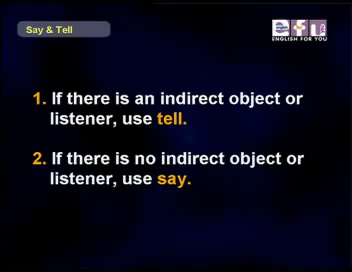 Say & Tell
efu
ENGLISH FOR YOU
1. If there is an indirect object or
listener, use tell.
2. If there is no indirect object or
listener, use say.